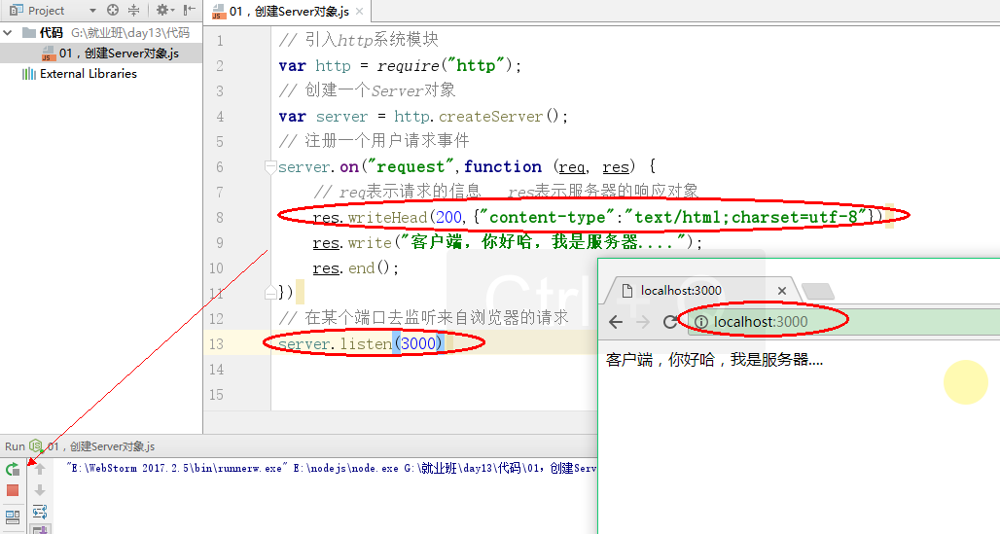 Project
01，创建Server对象.js ×
代码 G:\就业班\day13\代码
01，创建Server对象.js
External Libraries
1 // 引入http系统模块
2 var http = require("http");
3 // 创建一个Server对象
4 var server = http.createServer();
5 // 注册一个用户请求事件
6 server.on("request",function (req, res) {
7 // req表示请求的信息 res表示服务器的响应对象
8 res.writeHead(200,{"content-type":"text/html;charset=utf-8"})
9 res.write("客户端，你好哈，我是服务器....");
10 res.end();
11 })
12 // 在某个端口去监听来自浏览器的请求
13 server.listen(3000)
14
15
Ctrl +
localhost:3000 ×
localhost:3000
客户端，你好哈，我是服务器....
Run 01，创建Server对象.js
"E:\WebStorm 2017.2.5\bin\runnerw.exe" E:\nodejs\node.exe G:\就业班\day13\代码\01，创建Serv